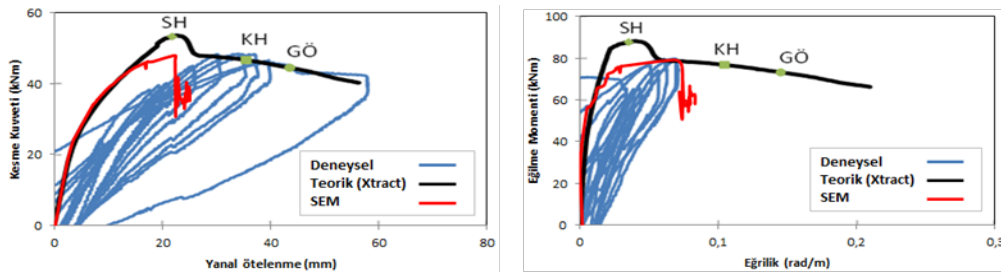 60
40
20
0
0
20
40
60
80
Kesme Kuvveti (kNm)
Yanal ötelenme (mm)
SH
KH
GÖ
Deneysel
Teorik (Xtract)
SEM
100
80
60
40
20
0
0
0,1
0,2
0,3
Eğilme Momenti (kNm)
Eğrilik (rad/m)
SH
KH
GÖ
Deneysel
Teorik (Xtract)
SEM